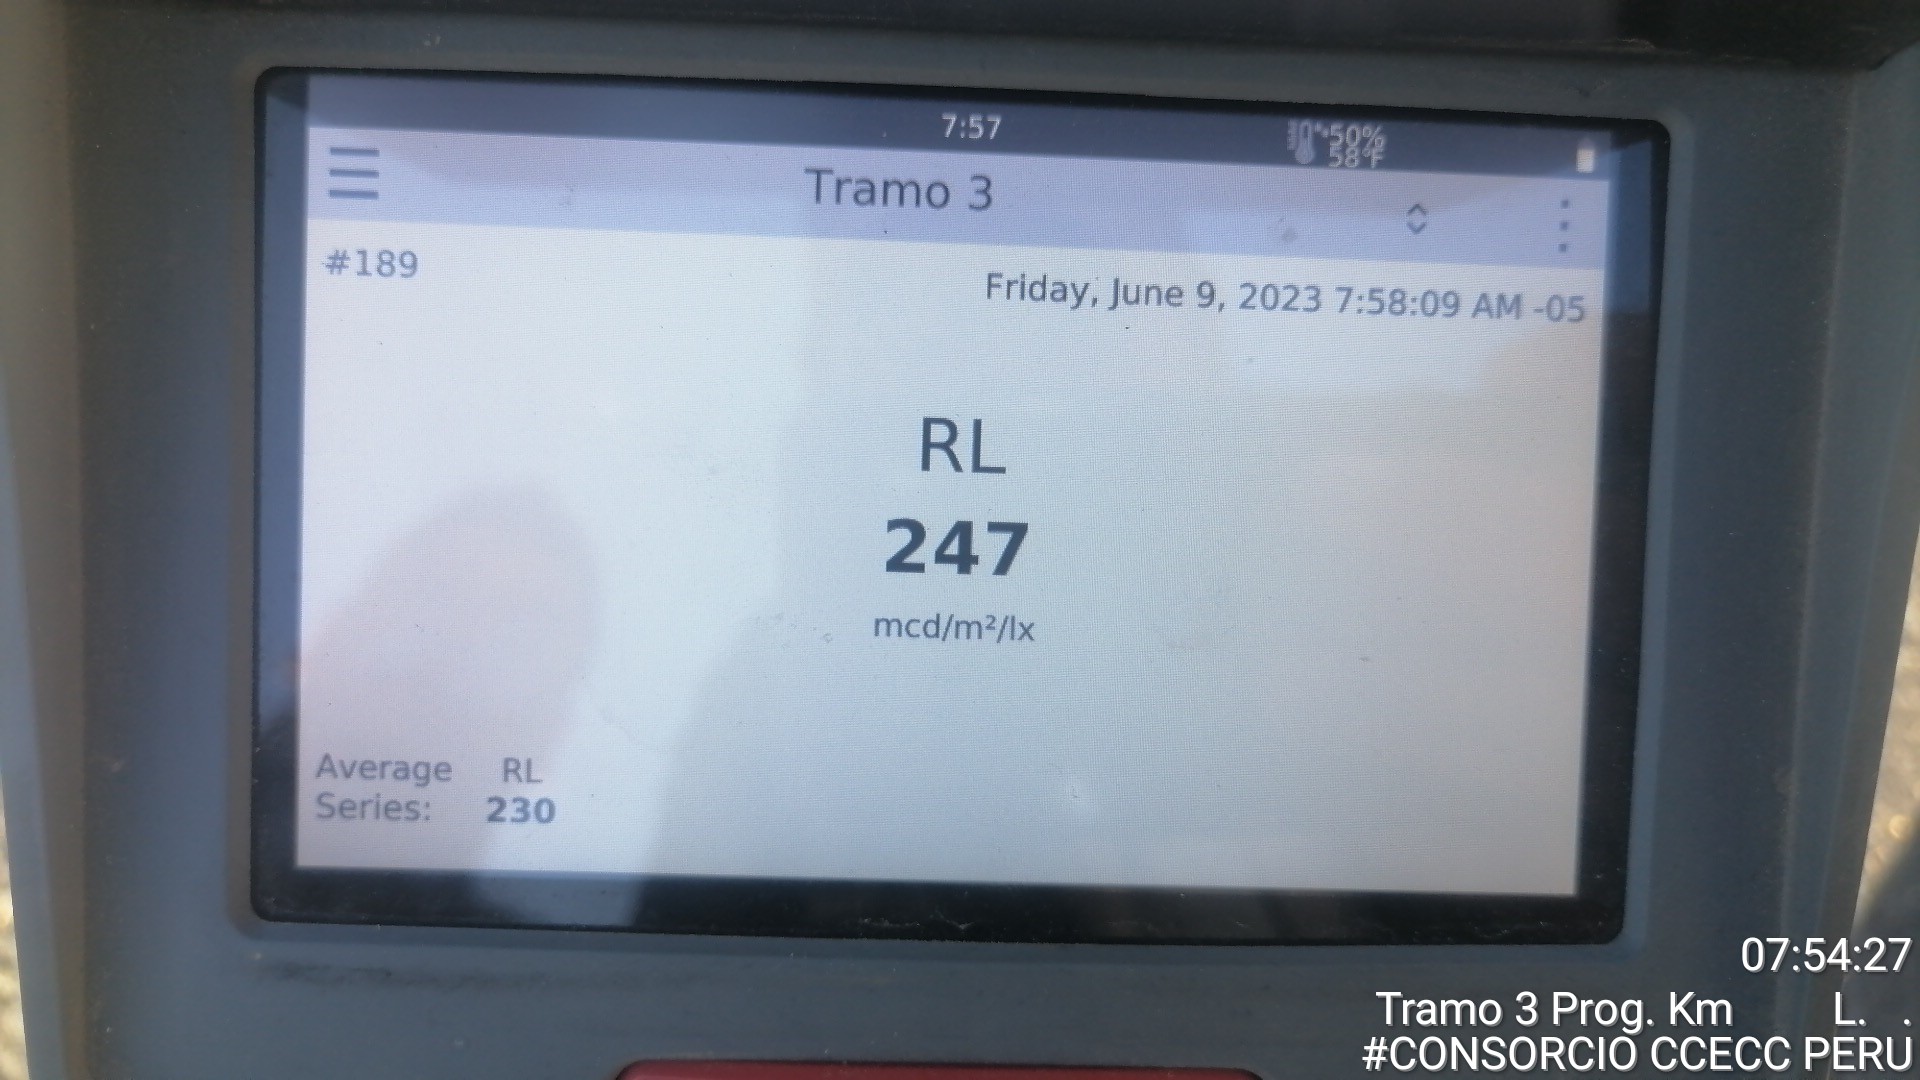 7:57
50%
58°F
Tramo 3
#189
Friday, June 9, 2023 7:58:09 AM -05
RL
247
mcd/m²/lx
Average RL
Series: 230
07:54:27
Tramo 3 Prog. Km L. .
#CONSORCIO CCECC PERU